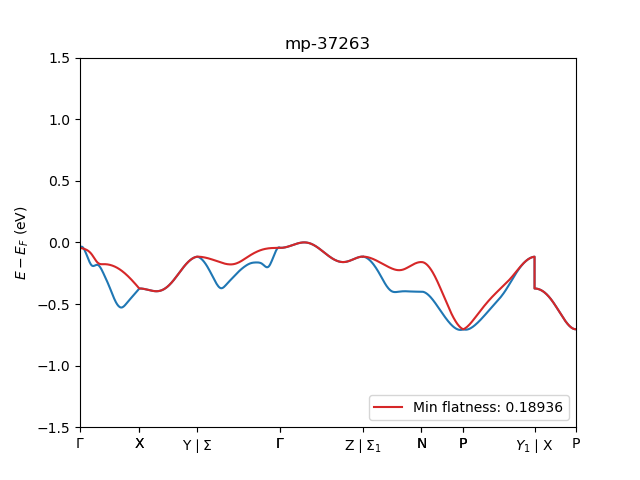 mp-37263
E − E_F (eV)
1.5
1.0
0.5
0.0
−0.5
−1.0
−1.5
Min flatness: 0.18936
Γ X Y | Σ Γ Z | Σ₁ N P Y₁ | X P